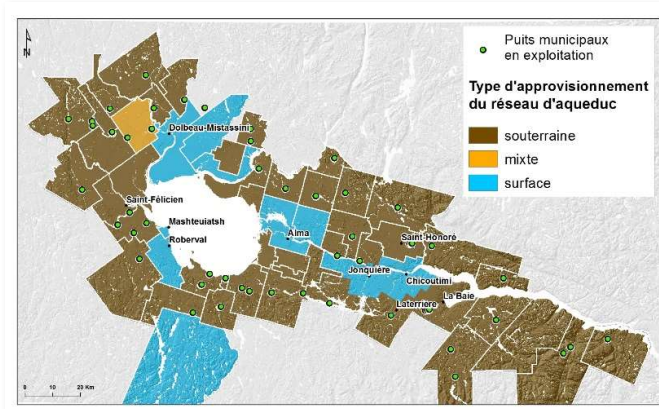 N
Puits municipaux
en exploitation
Type d'approvisionnement
du réseau d'aqueduc
souterraine
mixte
surface
Dolbeau-Mistassini
Saint-Félicien
Mashteuiatsh
Roberval
Alma
Saint-Honoré
Jonquière
Chicoutimi
La Baie
Laterrière
0 10 20 Km